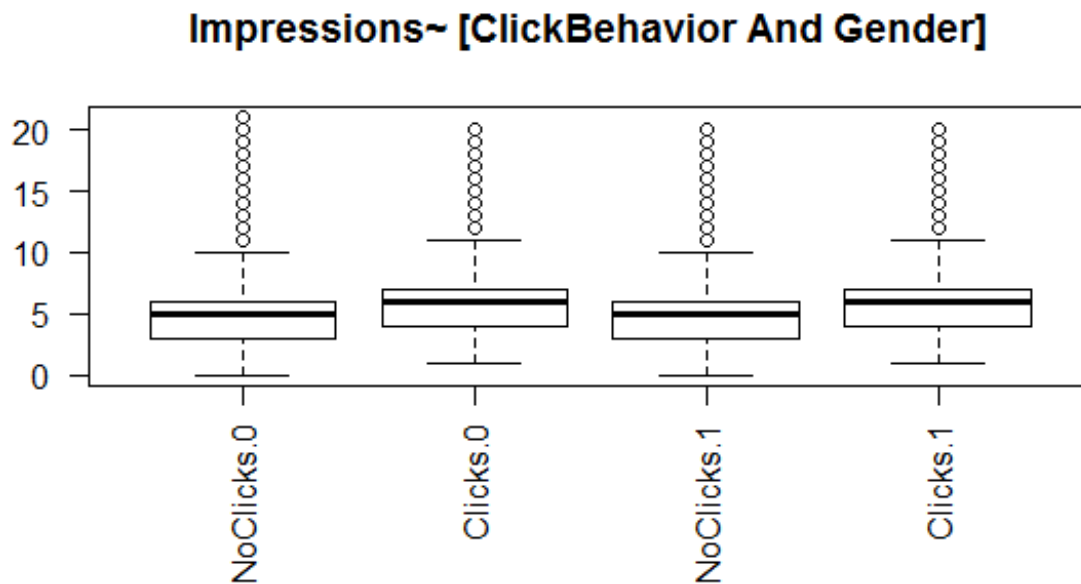 Impressions~ [ClickBehavior And Gender]
20
15
10
5
0
NoClicks.0
Clicks.0
NoClicks.1
Clicks.1